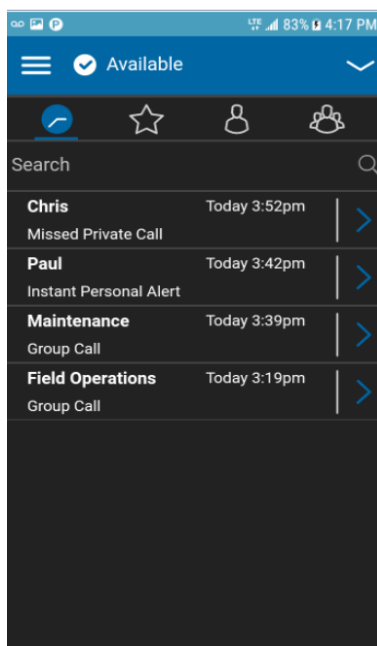 LTE 83% 4:17 PM
Available
Search
Chris Today 3:52pm
Missed Private Call
Paul Today 3:42pm
Instant Personal Alert
Maintenance Today 3:39pm
Group Call
Field Operations Today 3:19pm
Group Call